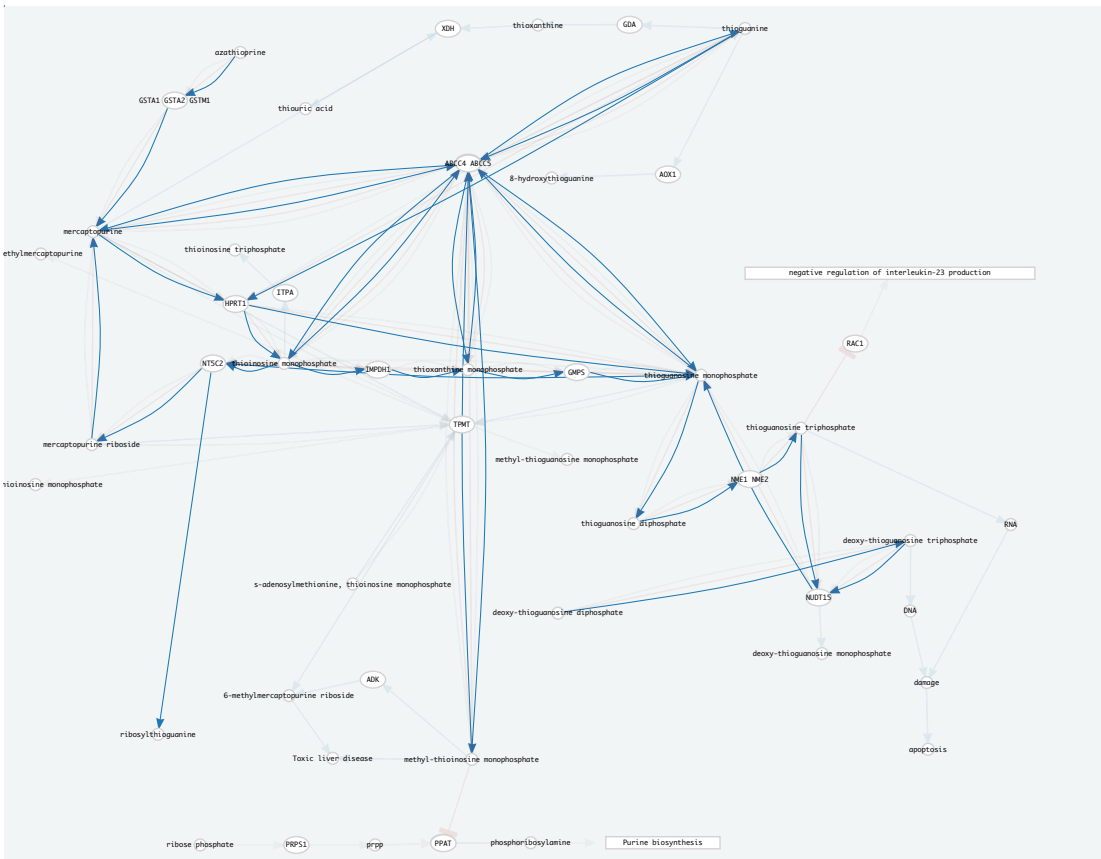 XDH
thioxanthine
GDA
thioguanine
azathioprine
GSTA1 GSTA2 GSTM1
thiouric acid
ABCC4 ABCC5
8-hydroxythioguanine
AOX1
mercaptopurine
ethylmercaptopurine
thioinosine triphosphate
negative regulation of interleukin-23 production
ITPA
HPRT1
RAC1
NT5C2
thioinosine monophosphate
IMPDH1
thioxanthine monophosphate
GMPS
thioguanosine monophosphate
TPMT
thioguanosine triphosphate
mercaptopurine riboside
methyl-thioguanosine monophosphate
NME1 NME2
hioinosine monophosphate
thioguanosine diphosphate
RNA
deoxy-thioguanosine triphosphate
s-adenosylmethionine, thioinosine monophosphate
NUDT15
deoxy-thioguanosine diphosphate
DNA
deoxy-thioguanosine monophosphate
ADK
damage
6-methylmercaptopurine riboside
ribosylthioguanine
apoptosis
Toxic liver disease
methyl-thioinosine monophosphate
ribose phosphate
PRPS1
prpp
PPAT
phosphoribosylamine
Purine biosynthesis